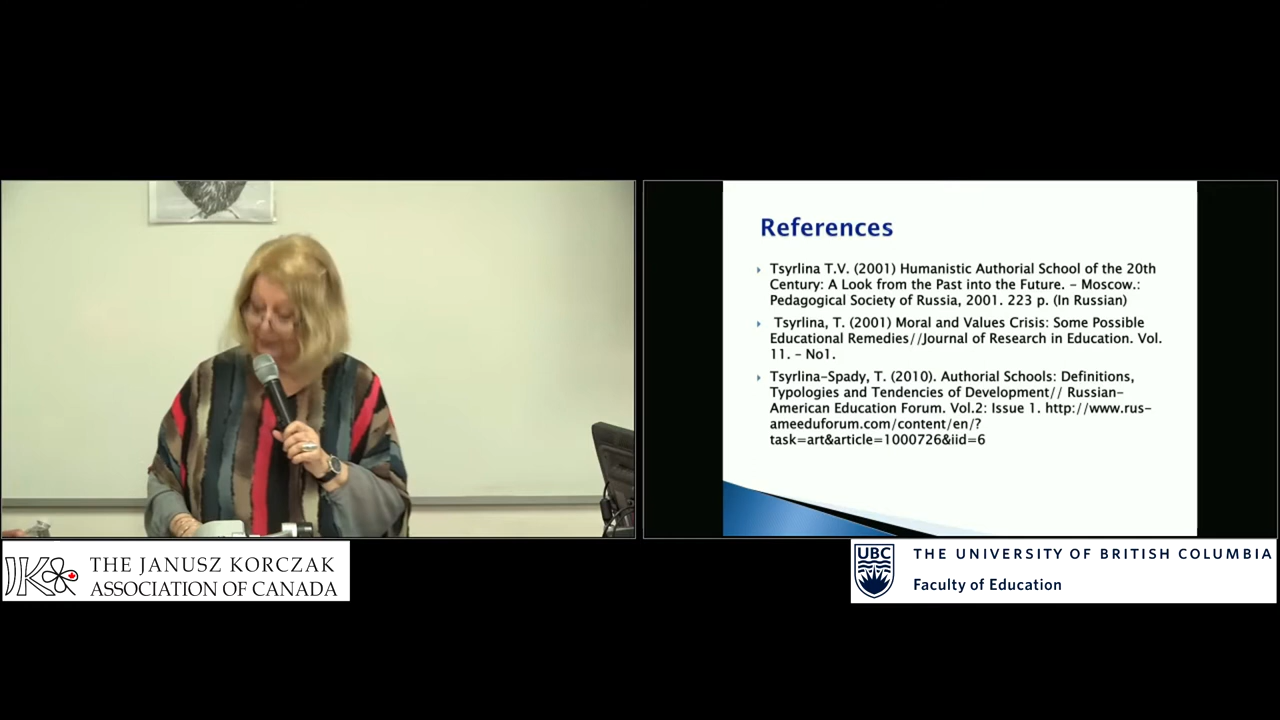 References
Tsyrlina T.V. (2001) Humanistic Authorial School of the 20th
Century: A Look from the Past into the Future. – Moscow.:
Pedagogical Society of Russia, 2001. 223 p. (In Russian)
Tsyrlina, T. (2001) Moral and Values Crisis: Some Possible
Educational Remedies//Journal of Research in Education. Vol.
11. – No1.
Tsyrlina-Spady, T. (2010). Authorial Schools: Definitions,
Typologies and Tendencies of Development// Russian-
American Education Forum. Vol.2: Issue 1. http://www.rus-
ameeduforum.com/content/en/?
task=art&article=1000726&iid=6
JK
THE JANUSZ KORCZAK
ASSOCIATION OF CANADA
UBC
THE UNIVERSITY OF BRITISH COLUMBIA
Faculty of Education